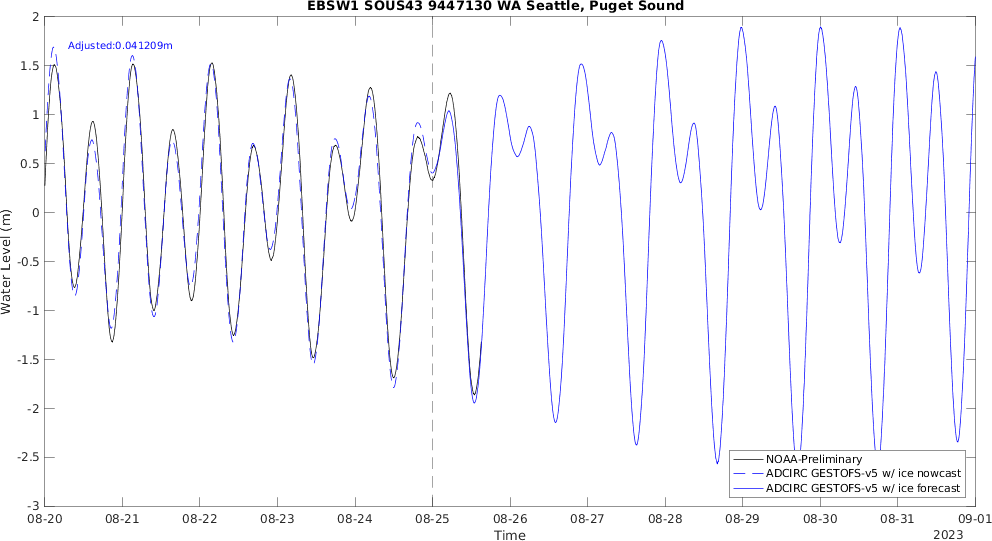 EBSW1 SOUS43 9447130 WA Seattle, Puget Sound
Adjusted:0.041209m
2
1.5
1
0.5
0
-0.5
-1
-1.5
-2
-2.5
-3
Water Level (m)
NOAA-Preliminary
ADCIRC GESTOFS-v5 w/ ice nowcast
ADCIRC GESTOFS-v5 w/ ice forecast
08-20 08-21 08-22 08-23 08-24 08-25 08-26 08-27 08-28 08-29 08-30 08-31 09-01
Time
2023